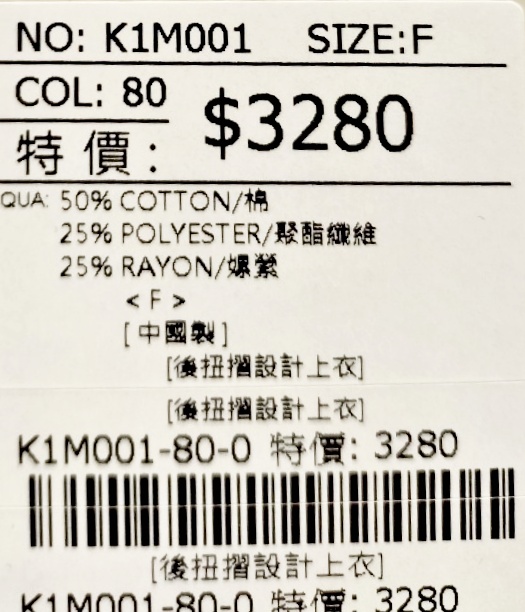 NO: K1M001 SIZE:F
COL: 80
$3280
特價:
QUA: 50% COTTON/棉
25% POLYESTER/聚酯纖維
25% RAYON/嫘縈
< F >
[中國製]
[後扭摺設計上衣]
[後扭摺設計上衣]
K1M001-80-0 特價: 3280
[後扭摺設計上衣]
K1M001-80-0 特價: 3280